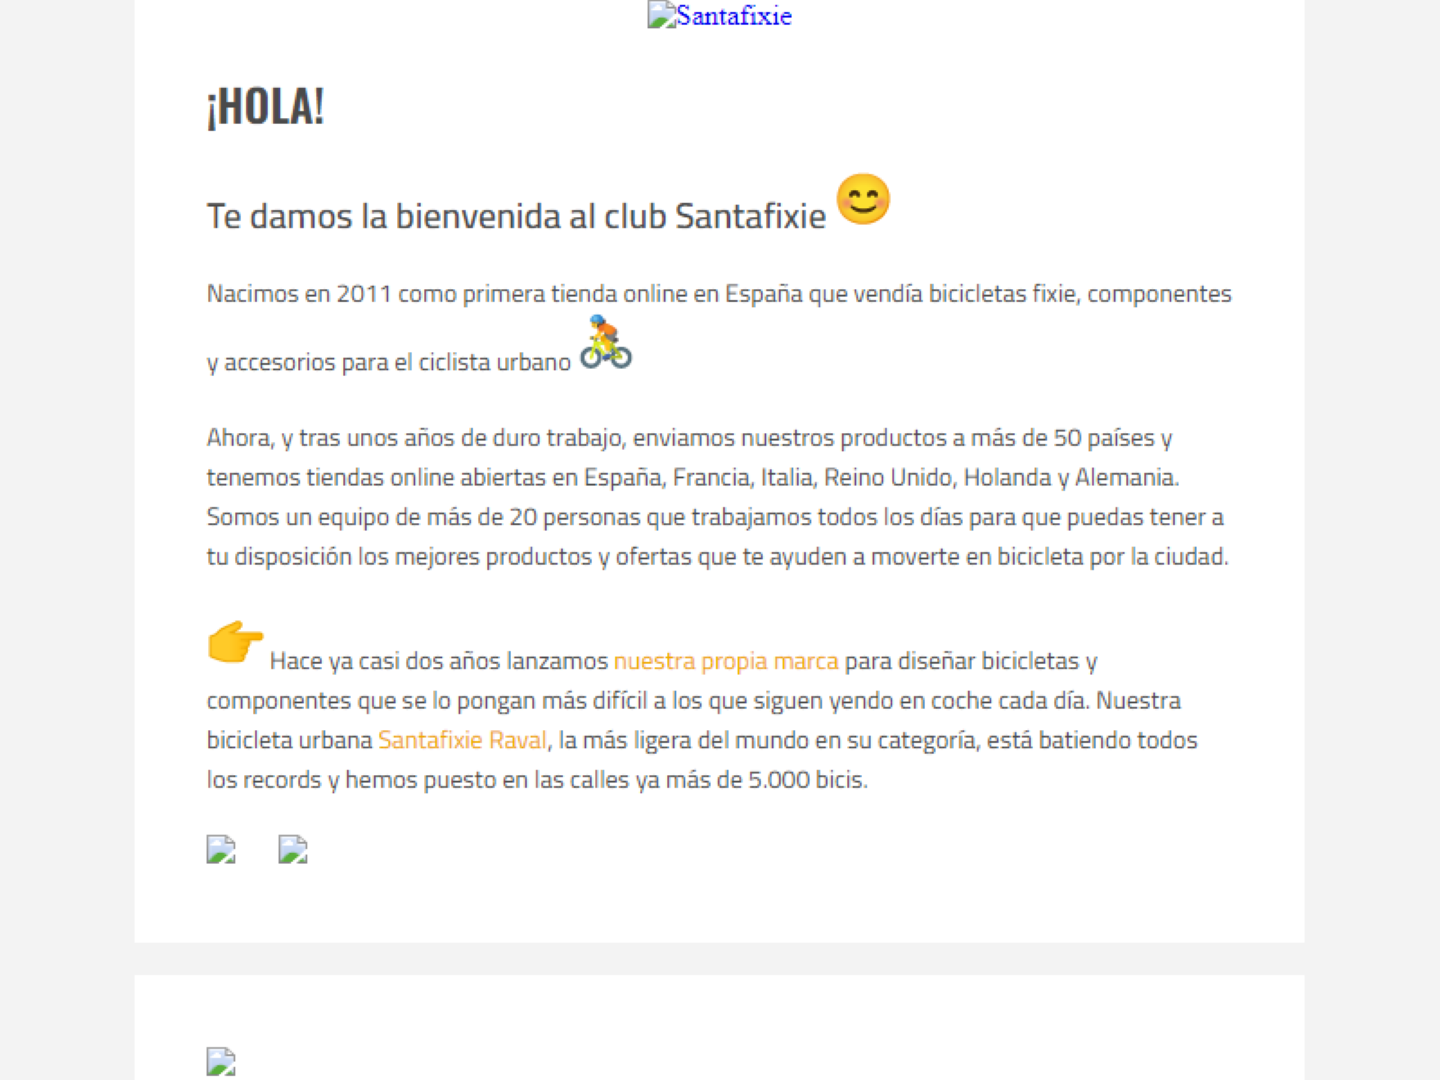 Santafixie
¡HOLA!
Te damos la bienvenida al club Santafixie 😊
Nacimos en 2011 como primera tienda online en España que vendía bicicletas fixie, componentes
y accesorios para el ciclista urbano 🚴
Ahora, y tras unos años de duro trabajo, enviamos nuestros productos a más de 50 países y
tenemos tiendas online abiertas en España, Francia, Italia, Reino Unido, Holanda y Alemania.
Somos un equipo de más de 20 personas que trabajamos todos los días para que puedas tener a
tu disposición los mejores productos y ofertas que te ayuden a moverte en bicicleta por la ciudad.
👉 Hace ya casi dos años lanzamos nuestra propia marca para diseñar bicicletas y
componentes que se lo pongan más difícil a los que siguen yendo en coche cada día. Nuestra
bicicleta urbana Santafixie Raval, la más ligera del mundo en su categoría, está batiendo todos
los records y hemos puesto en las calles ya más de 5.000 bicis.